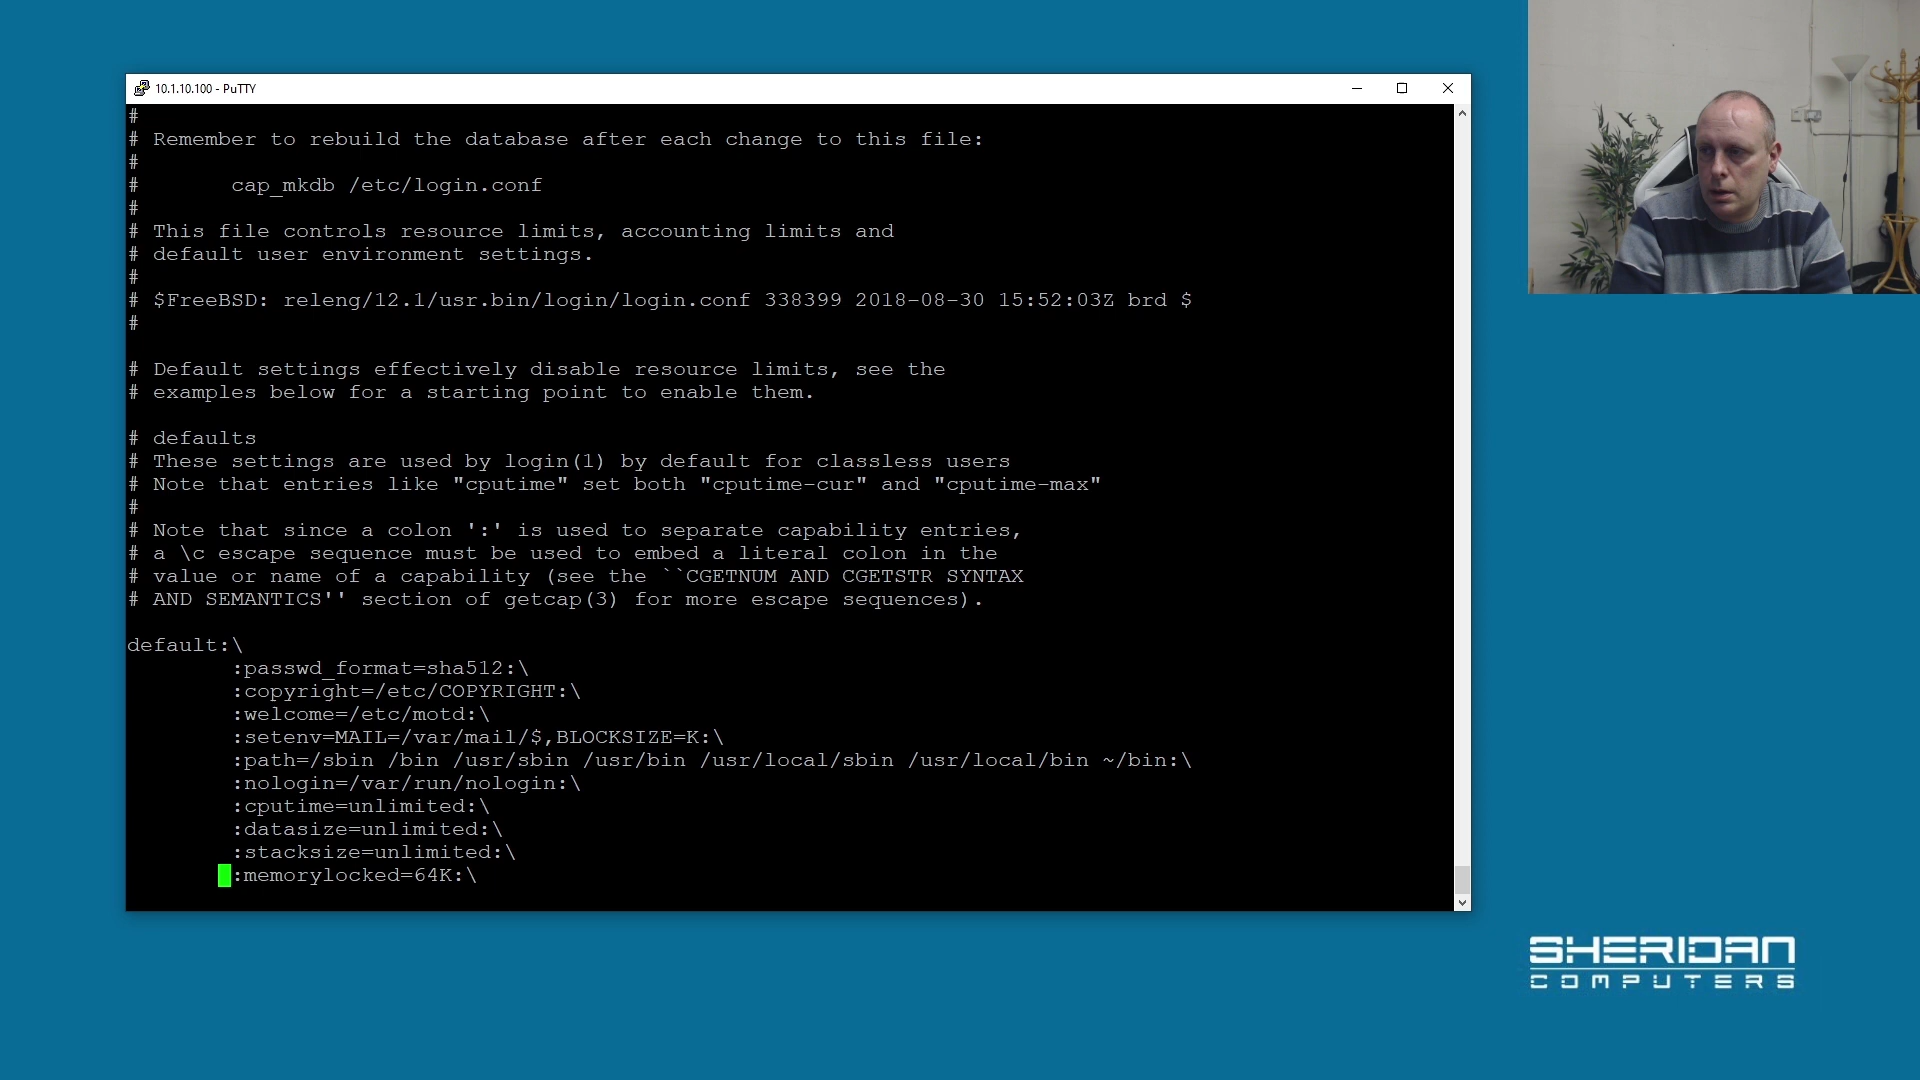 10.1.10.100 - PuTTY
#
# Remember to rebuild the database after each change to this file:
#
#       cap_mkdb /etc/login.conf
#
# This file controls resource limits, accounting limits and
# default user environment settings.
#
# $FreeBSD: releng/12.1/usr.bin/login/login.conf 338399 2018-08-30 15:52:03Z brd $
#
# Default settings effectively disable resource limits, see the
# examples below for a starting point to enable them.
# defaults
# These settings are used by login(1) by default for classless users
# Note that entries like "cputime" set both "cputime-cur" and "cputime-max"
#
# Note that since a colon ':' is used to separate capability entries,
# a \c escape sequence must be used to embed a literal colon in the
# value or name of a capability (see the ``CGETNUM AND CGETSTR SYNTAX
# AND SEMANTICS'' section of getcap(3) for more escape sequences).
default:\
:passwd_format=sha512:\
:copyright=/etc/COPYRIGHT:\
:welcome=/etc/motd:\
:setenv=MAIL=/var/mail/$,BLOCKSIZE=K:\
:path=/sbin /bin /usr/sbin /usr/bin /usr/local/sbin /usr/local/bin ~/bin:\
:nologin=/var/run/nologin:\
:cputime=unlimited:\
:datasize=unlimited:\
:stacksize=unlimited:\
:memorylocked=64K:\
SHERIDAN
COMPUTERS